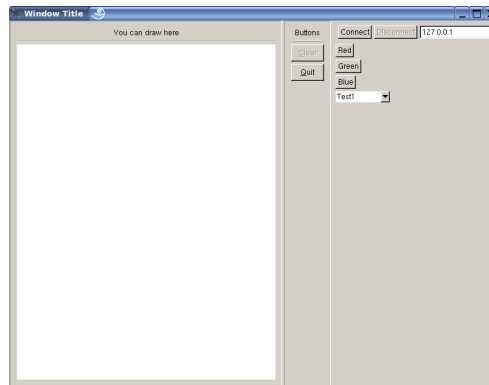 Window Title
You can draw here
Buttons
Clear
Quit
Connect Disconnect 127.0.0.1
Red
Green
Blue
Test1